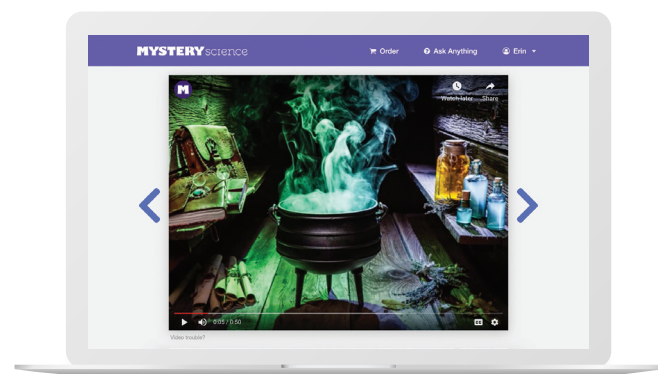 MYSTERY science
Order
Ask Anything
Erin
M
Watch later
Share
0:05 / 0:50
CC
Video trouble?